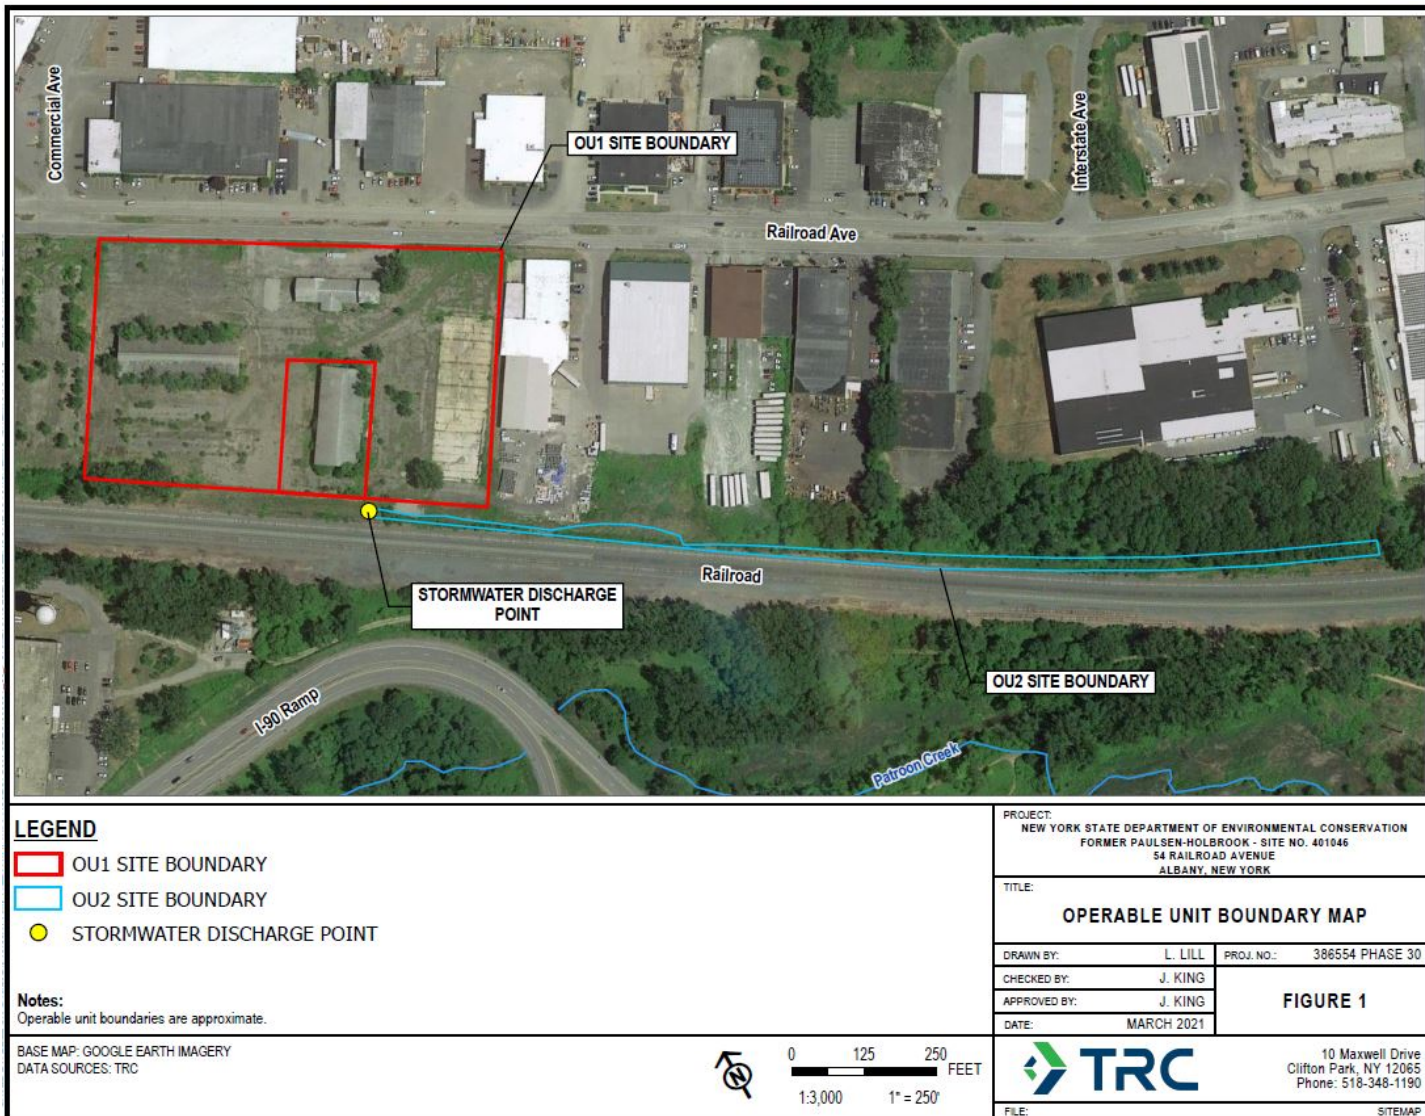 Commercial Ave
OU1 SITE BOUNDARY
Interstate Ave
Railroad Ave
STORMWATER DISCHARGE
POINT
Railroad
OU2 SITE BOUNDARY
I-90 Ramp
Patroon Creek
LEGEND
OU1 SITE BOUNDARY
OU2 SITE BOUNDARY
STORMWATER DISCHARGE POINT
Notes:
Operable unit boundaries are approximate.
BASE MAP: GOOGLE EARTH IMAGERY
DATA SOURCES: TRC
N
0 125 250
FEET
1:3,000 1" = 250'
PROJECT:
NEW YORK STATE DEPARTMENT OF ENVIRONMENTAL CONSERVATION
FORMER PAULSEN-HOLBROOK - SITE NO. 401046
54 RAILROAD AVENUE
ALBANY, NEW YORK
TITLE:
OPERABLE UNIT BOUNDARY MAP
DRAWN BY: L. LILL PROJ. NO.: 386554 PHASE 30
CHECKED BY: J. KING
APPROVED BY: J. KING
FIGURE 1
DATE: MARCH 2021
TRC
10 Maxwell Drive
Clifton Park, NY 12065
Phone: 518-348-1190
FILE: SITEMAP